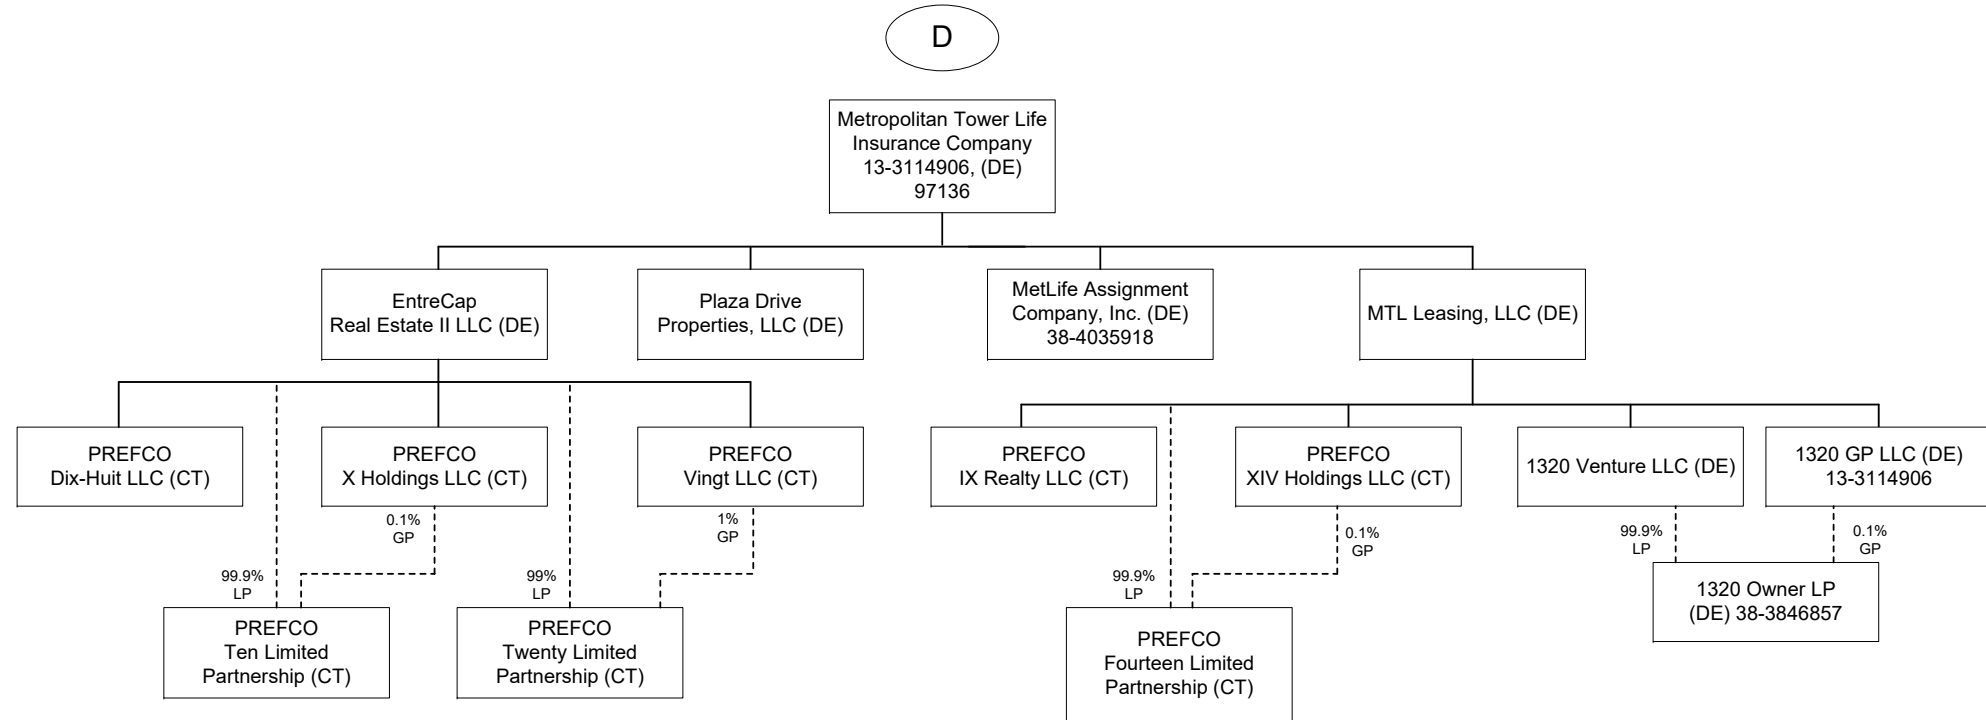 D
Metropolitan Tower Life
Insurance Company
13-3114906, (DE)
97136
EntreCap
Real Estate II LLC (DE)
Plaza Drive
Properties, LLC (DE)
MetLife Assignment
Company, Inc. (DE)
38-4035918
MTL Leasing, LLC (DE)
PREFCO
Dix-Huit LLC (CT)
PREFCO
X Holdings LLC (CT)
PREFCO
Vingt LLC (CT)
PREFCO
IX Realty LLC (CT)
PREFCO
XIV Holdings LLC (CT)
1320 Venture LLC (DE)
1320 GP LLC (DE)
13-3114906
0.1%
GP
1%
GP
0.1%
GP
99.9%
LP
0.1%
GP
99.9%
LP
99%
LP
99.9%
LP
PREFCO
Ten Limited
Partnership (CT)
PREFCO
Twenty Limited
Partnership (CT)
PREFCO
Fourteen Limited
Partnership (CT)
1320 Owner LP
(DE) 38-3846857